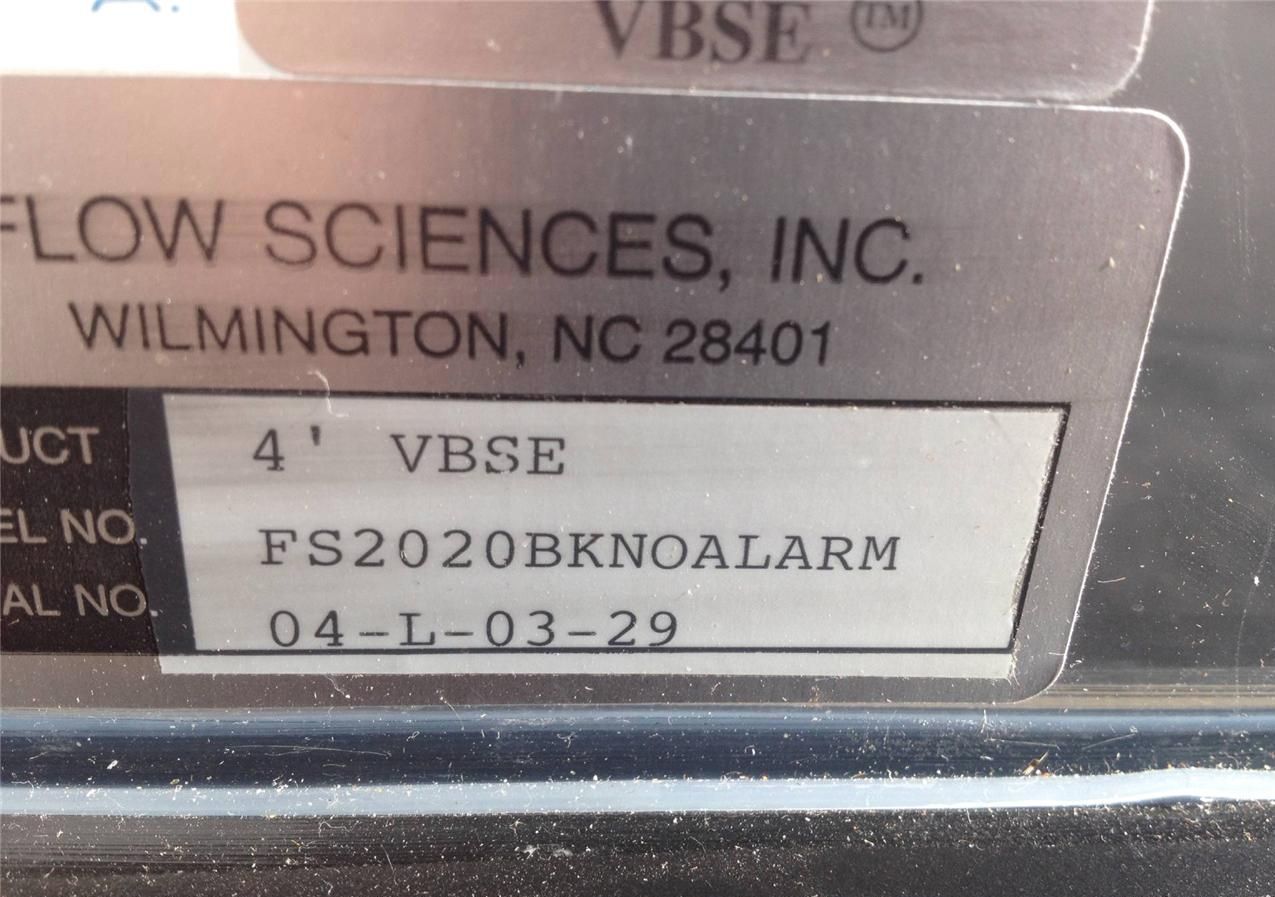 A.
VBSE TM
FLOW SCIENCES, INC.
WILMINGTON, NC 28401
UCT 4' VBSE
EL NO. FS2020BKNOALARM
AL NO. 04-L-03-29